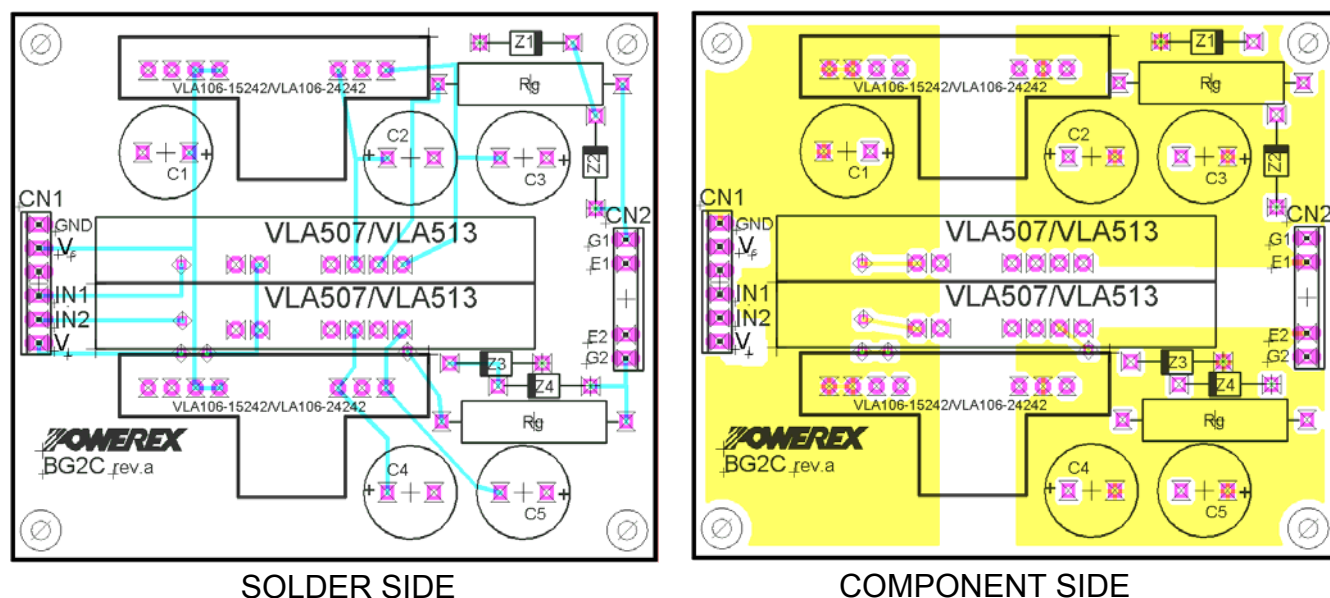 Z1
Rg
VLA106-15242/VLA106-24242
C2
C1
C3
Z2
CN1
CN2
GND
VLA507/VLA513
G1
E1
VLA507/VLA513
IN1
IN2
V+
E2
G2
Z3
Z4
VLA106-15242/VLA106-24242
Rg
POWEREX
BG2C rev.a
C4
C5
SOLDER SIDE
Z1
Rg
VLA106-15242/VLA106-24242
C2
C1
C3
Z2
CN1
CN2
GND
VLA507/VLA513
G1
E1
VLA507/VLA513
IN1
IN2
V+
E2
G2
Z3
Z4
VLA106-15242/VLA106-24242
Rg
POWEREX
BG2C rev.a
C4
C5
COMPONENT SIDE